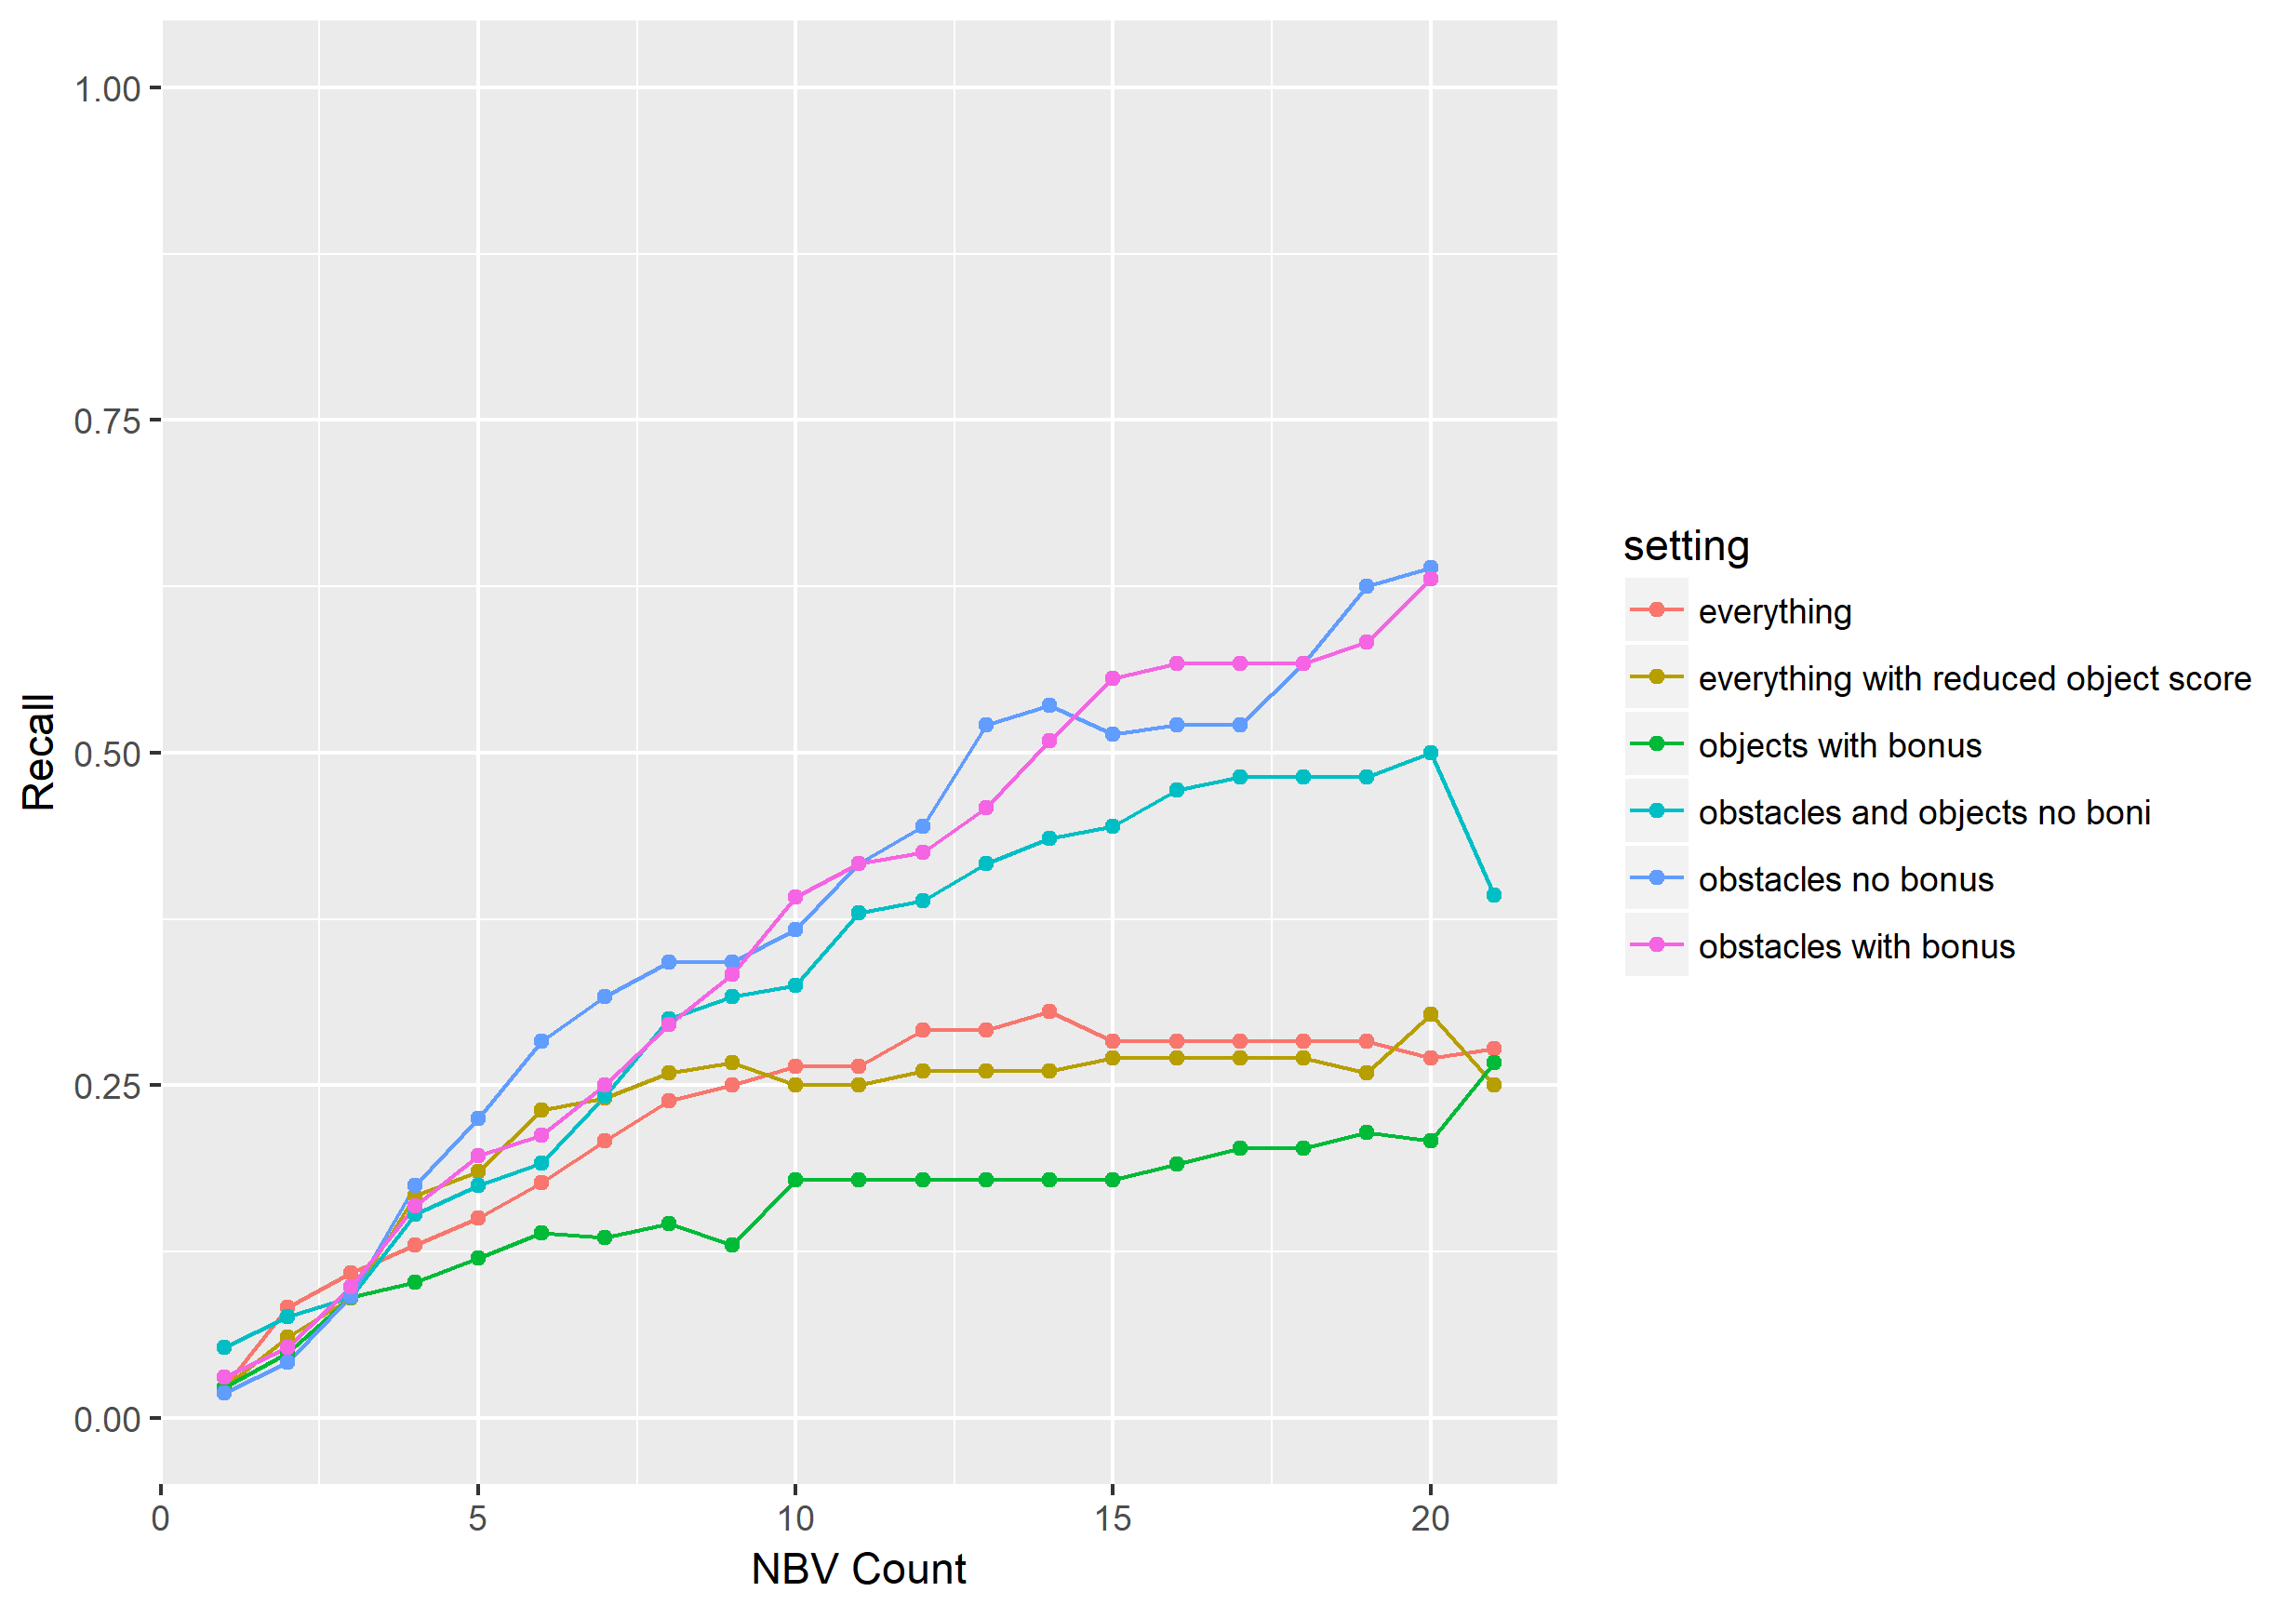 1.00
0.75
0.50
0.25
0.00
Recall
0
5
10
15
20
NBV Count
setting
everything
everything with reduced object score
objects with bonus
obstacles and objects no boni
obstacles no bonus
obstacles with bonus